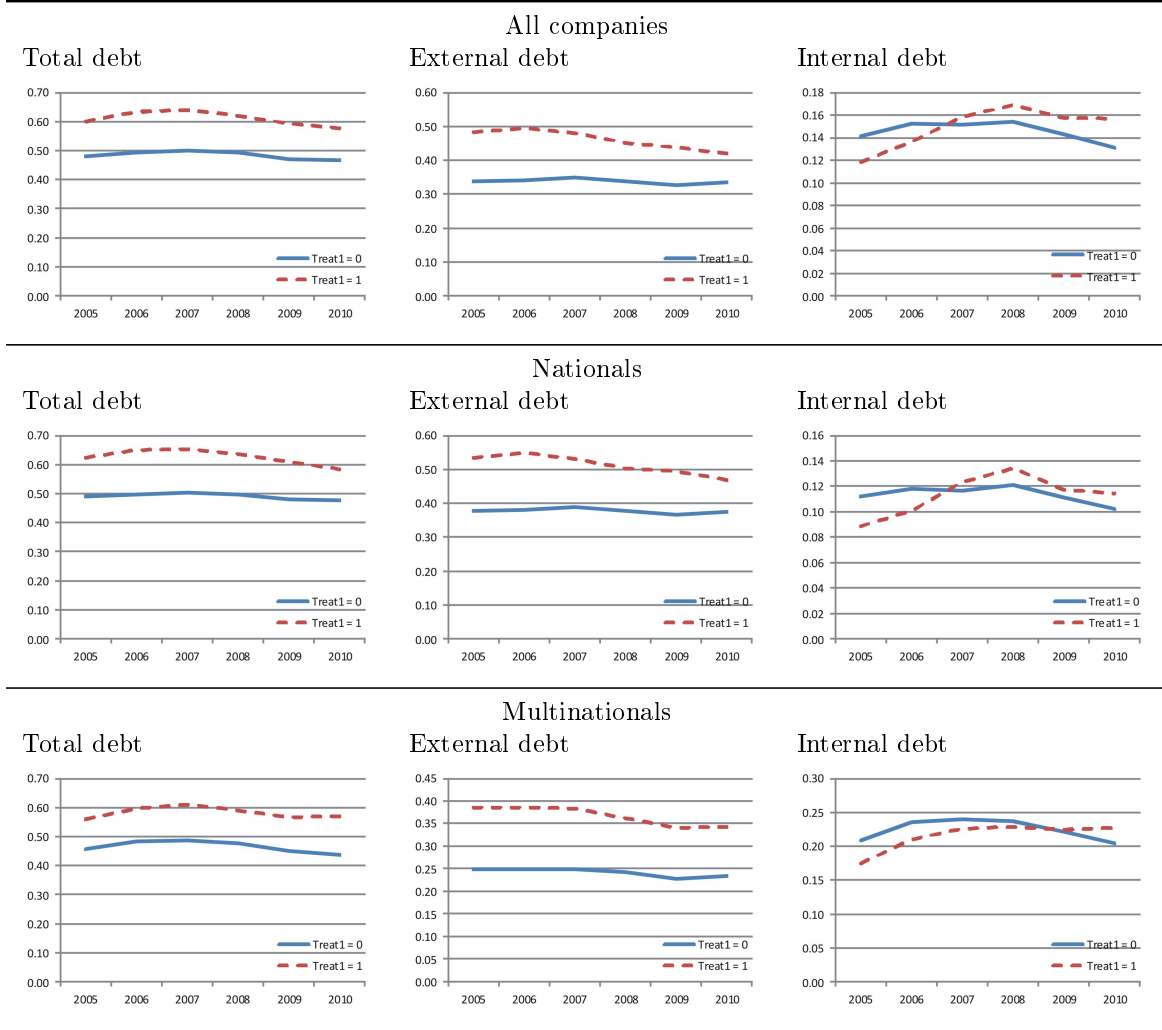 All companies
Total debt
0.70
0.60
0.50
0.40
0.30
0.20
0.10
0.00
Treat1 = 0
Treat1 = 1
2005 2006 2007 2008 2009 2010
External debt
0.60
0.50
0.40
0.30
0.20
0.10
0.00
Treat1 = 0
Treat1 = 1
2005 2006 2007 2008 2009 2010
Internal debt
0.18
0.16
0.14
0.12
0.10
0.08
0.06
0.04
0.02
0.00
Treat1 = 0
Treat1 = 1
2005 2006 2007 2008 2009 2010
Nationals
Total debt
0.70
0.60
0.50
0.40
0.30
0.20
0.10
0.00
Treat1 = 0
Treat1 = 1
2005 2006 2007 2008 2009 2010
External debt
0.60
0.50
0.40
0.30
0.20
0.10
0.00
Treat1 = 0
Treat1 = 1
2005 2006 2007 2008 2009 2010
Internal debt
0.16
0.14
0.12
0.10
0.08
0.06
0.04
0.02
0.00
Treat1 = 0
Treat1 = 1
2005 2006 2007 2008 2009 2010
Multinationals
Total debt
0.70
0.60
0.50
0.40
0.30
0.20
0.10
0.00
Treat1 = 0
Treat1 = 1
2005 2006 2007 2008 2009 2010
External debt
0.45
0.40
0.35
0.30
0.25
0.20
0.15
0.10
0.05
0.00
Treat1 = 0
Treat1 = 1
2005 2006 2007 2008 2009 2010
Internal debt
0.30
0.25
0.20
0.15
0.10
0.05
0.00
Treat1 = 0
Treat1 = 1
2005 2006 2007 2008 2009 2010